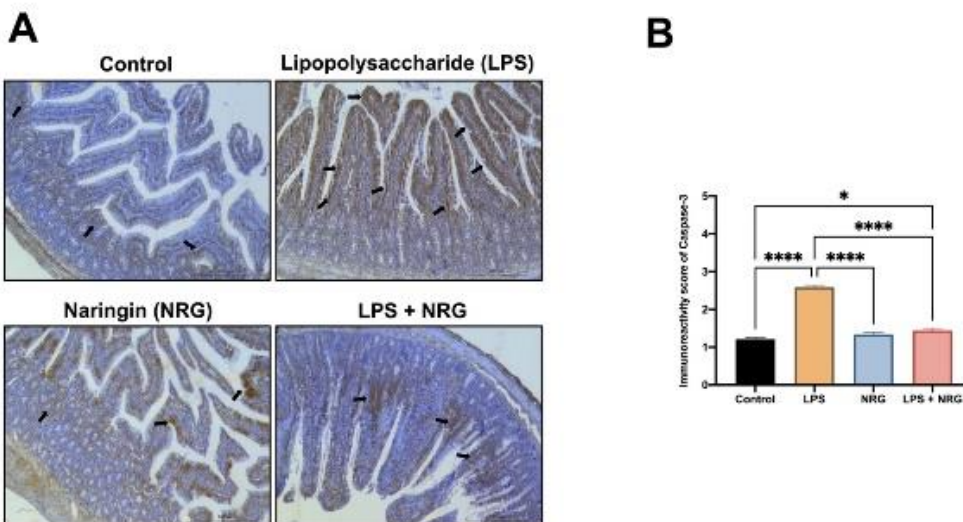 A
Control
Lipopolysaccharide (LPS)
Naringin (NRG)
LPS + NRG
B
Immunoreactivity score of Caspase-3
5
4
3
2
1
0
*
****
**** ****
Control LPS NRG LPS + NRG